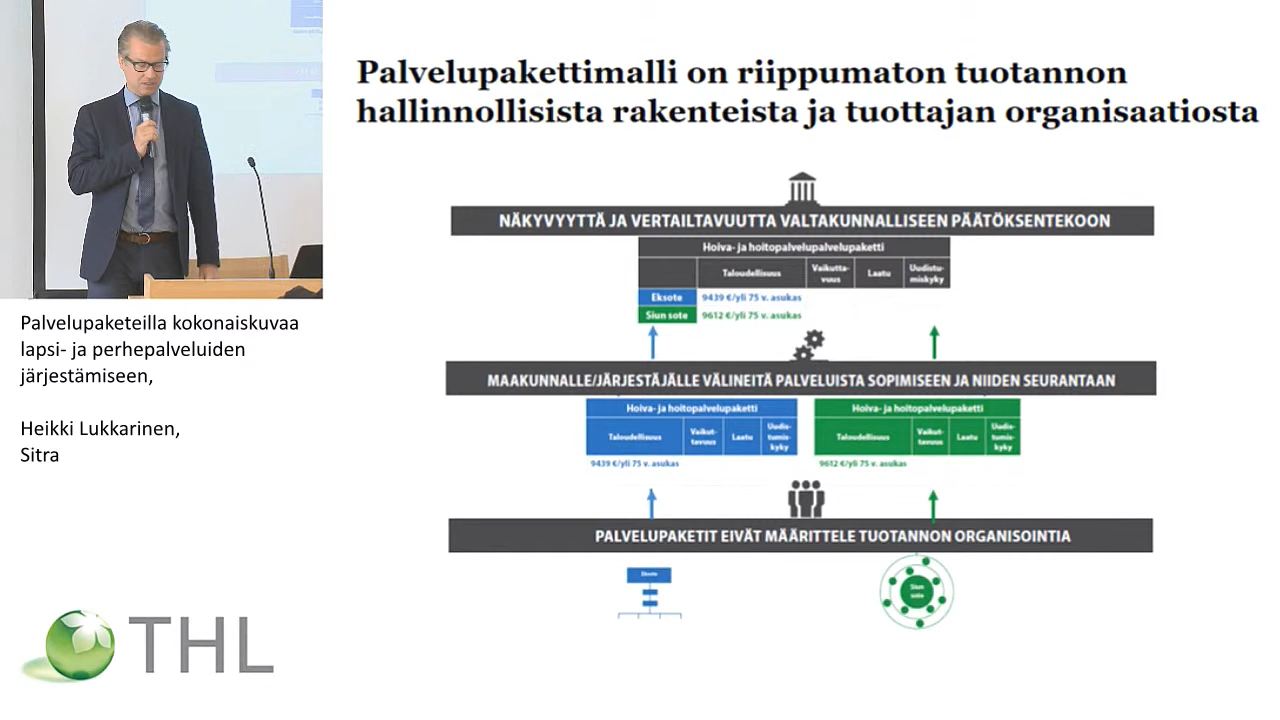 Palvelupakettimalli on riippumaton tuotannon
hallinnollisista rakenteista ja tuottajan organisaatiosta
NÄKYVYYTTÄ JA VERTAILTAVUUTTA VALTAKUNNALLISEEN PÄÄTÖKSENTEKOON
Hoiva- ja hoitopalvelupalvelupaketti
Taloudellisuus
Vaikutta-
vuus
Laatu
Uudistu-
miskyky
Eksote
9439 €/yli 75 v. asukas
Siun sote
9612 €/yli 75 v. asukas
MAAKUNNALLE/JÄRJESTÄJÄLLE VÄLINEITÄ PALVELUISTA SOPIMISEEN JA NIIDEN SEURANTAAN
Hoiva- ja hoitopalvelupaketti
Taloudellisuus
Vaikut-
tavuus
Laatu
Uudis-
tumis-
kyky
9439 €/yli 75 v. asukas
Hoiva- ja hoitopalvelupaketti
Taloudellisuus
Vaikut-
tavuus
Laatu
Uudis-
tumis-
kyky
9612 €/yli 75 v. asukas
PALVELUPAKETIT EIVÄT MÄÄRITTELE TUOTANNON ORGANISOINTIA
Siun
sote
Palvelupaketeilla kokonaiskuvaa
lapsi- ja perhepalveluiden
järjestämiseen,
Heikki Lukkarinen,
Sitra
THL